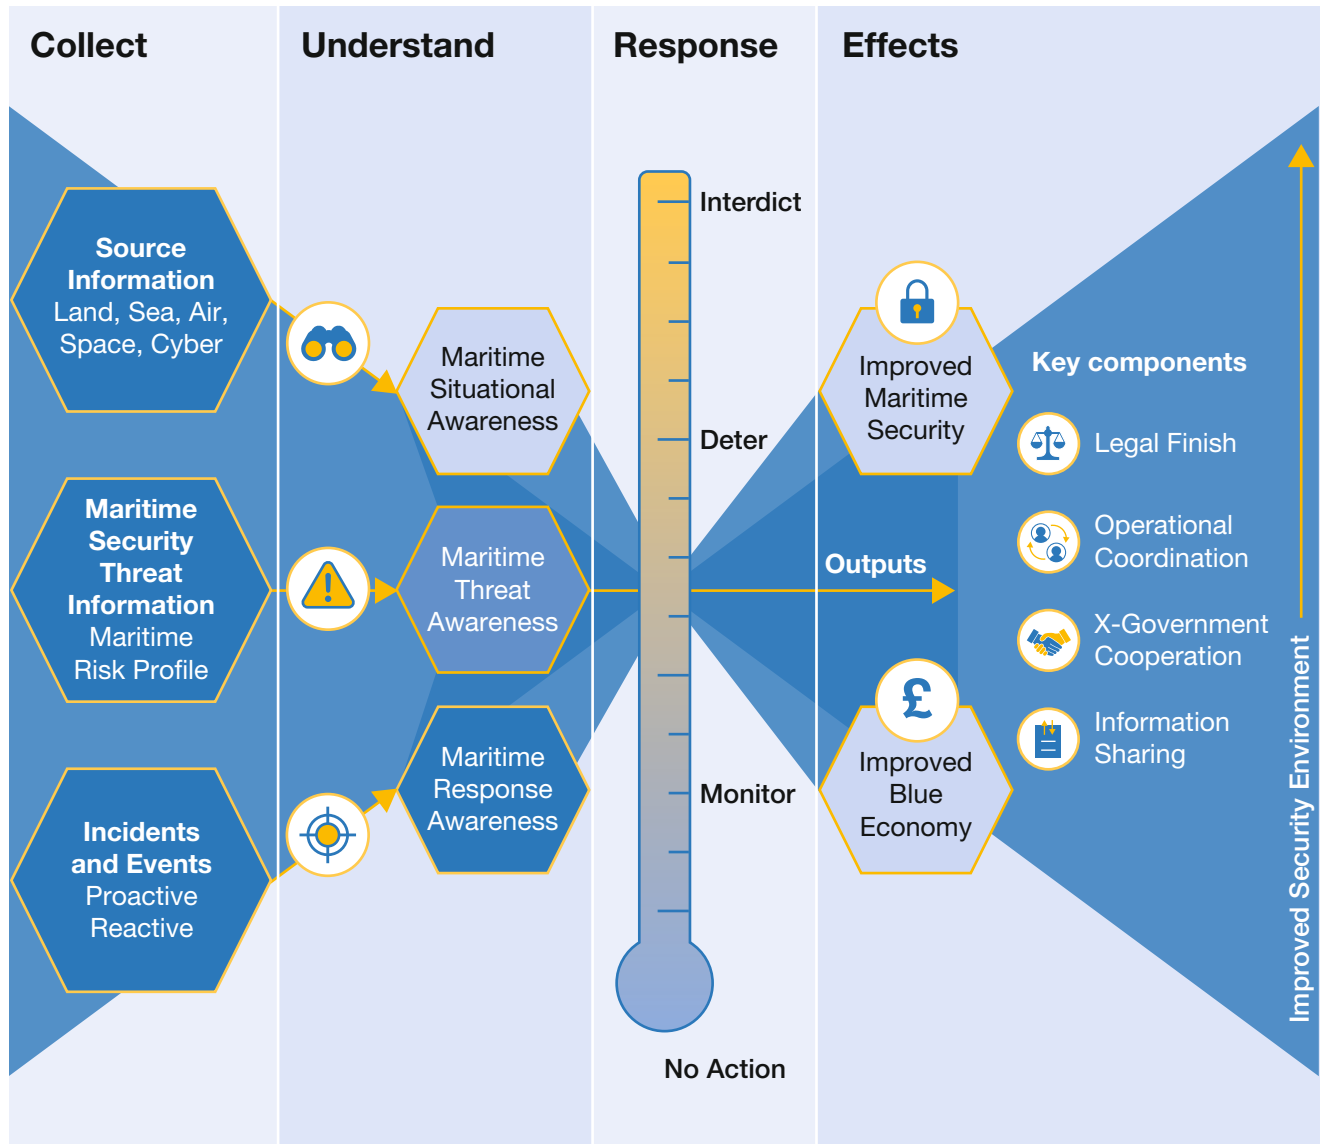 Collect
Understand
Response
Effects
Source
Information
Land, Sea, Air,
Space, Cyber
Maritime
Security
Threat
Information
Maritime
Risk Profile
Incidents
and Events
Proactive
Reactive
Maritime
Situational
Awareness
Maritime
Threat
Awareness
Maritime
Response
Awareness
Interdict
Deter
Monitor
No Action
Improved
Maritime
Security
Outputs
£
Improved
Blue
Economy
Key components
Legal Finish
Operational
Coordination
X-Government
Cooperation
Information
Sharing
Improved Security Environment